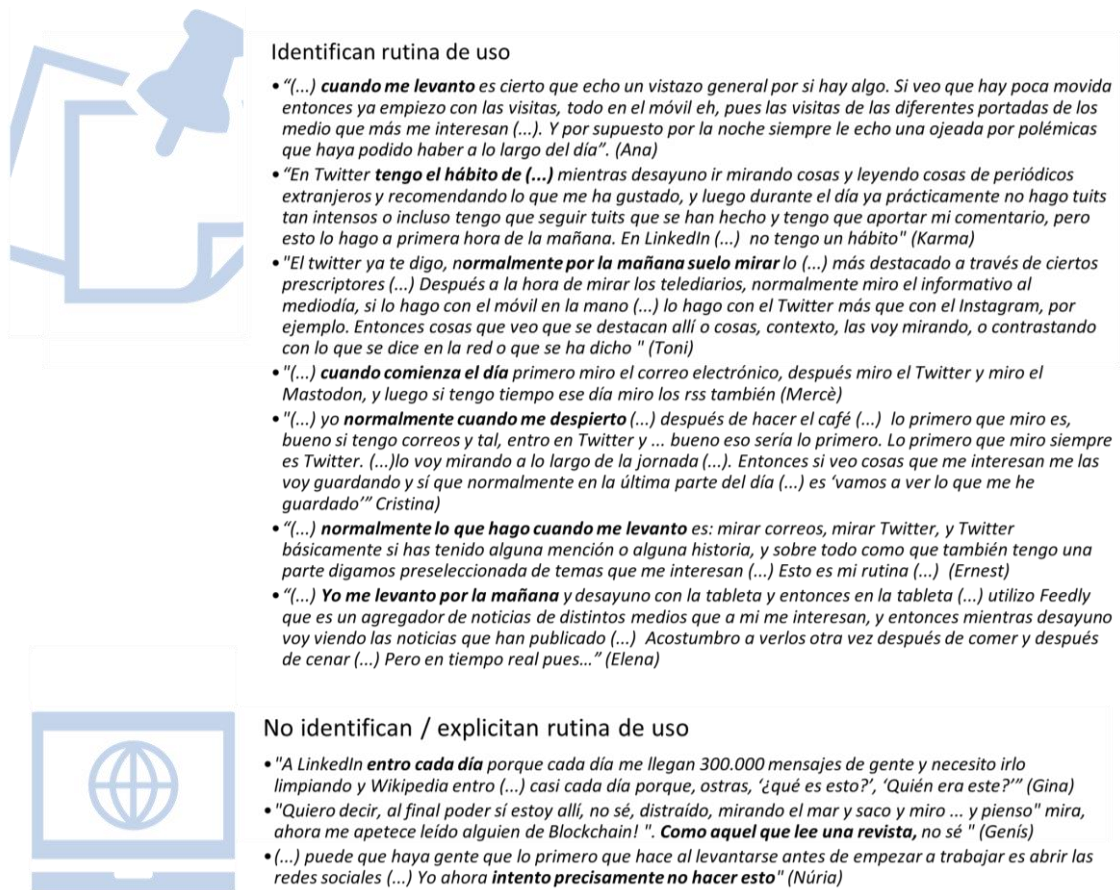 Identifican rutina de uso
• “(...) cuando me levanto es cierto que echo un vistazo general por si hay algo. Si veo que hay poca movida
entonces ya empiezo con las visitas, todo en el móvil eh, pues las visitas de las diferentes portadas de los
medio que más me interesan (...). Y por supuesto por la noche siempre le echo una ojeada por polémicas
que haya podido haber a lo largo del día”. (Ana)
• “En Twitter tengo el hábito de (...) mientras desayuno ir mirando cosas y leyendo cosas de periódicos
extranjeros y recomendando lo que me ha gustado, y luego durante el día ya prácticamente no hago tuits
tan intensos o incluso tengo que seguir tuits que se han hecho y tengo que aportar mi comentario, pero
esto lo hago a primera hora de la mañana. En LinkedIn (...) no tengo un hábito" (Karma)
• "El twitter ya te digo, normalmente por la mañana suelo mirar lo (...) más destacado a través de ciertos
prescriptores (...) Después a la hora de mirar los telediarios, normalmente miro el informativo al
mediodía, si lo hago con el móvil en la mano (...) lo hago con el Twitter más que con el Instagram, por
ejemplo. Entonces cosas que veo que se destacan allí o cosas, contexto, las voy mirando, o contrastando
con lo que se dice en la red o que se ha dicho " (Toni)
• "(...) cuando comienza el día primero miro el correo electrónico, después miro el Twitter y miro el
Mastodon, y luego si tengo tiempo ese día miro los rss también (Mercè)
• "(...) yo normalmente cuando me despierto (...) después de hacer el café (...) lo primero que miro es,
bueno si tengo correos y tal, entro en Twitter y ... bueno eso sería lo primero. Lo primero que miro siempre
es Twitter. (...)lo voy mirando a lo largo de la jornada (...). Entonces si veo cosas que me interesan me las
voy guardando y sí que normalmente en la última parte del día (...) es ‘vamos a ver lo que me he
guardado’” Cristina)
• “(...) normalmente lo que hago cuando me levanto es: mirar correos, mirar Twitter, y Twitter
básicamente si has tenido alguna mención o alguna historia, y sobre todo como que también tengo una
parte digamos preseleccionada de temas que me interesan (...) Esto es mi rutina (...) (Ernest)
• “(...) Yo me levanto por la mañana y desayuno con la tableta y entonces en la tableta (...) utilizo Feedly
que es un agregador de noticias de distintos medios que a mi me interesan, y entonces mientras desayuno
voy viendo las noticias que han publicado (...) Acostumbro a verlos otra vez después de comer y después
de cenar (...) Pero en tiempo real pues...” (Elena)
No identifican / explicitan rutina de uso
• "A LinkedIn entro cada día porque cada día me llegan 300.000 mensajes de gente y necesito irlo
limpiando y Wikipedia entro (...) casi cada día porque, ostras, ‘¿qué es esto?’, ‘Quién era este?’” (Gina)
• "Quiero decir, al final poder sí estoy allí, no sé, distraído, mirando el mar y saco y miro ... y pienso" mira,
ahora me apetece leído alguien de Blockchain! ". Como aquel que lee una revista, no sé " (Genís)
• (...) puede que haya gente que lo primero que hace al levantarse antes de empezar a trabajar es abrir las
redes sociales (...) Yo ahora intento precisamente no hacer esto" (Núria)